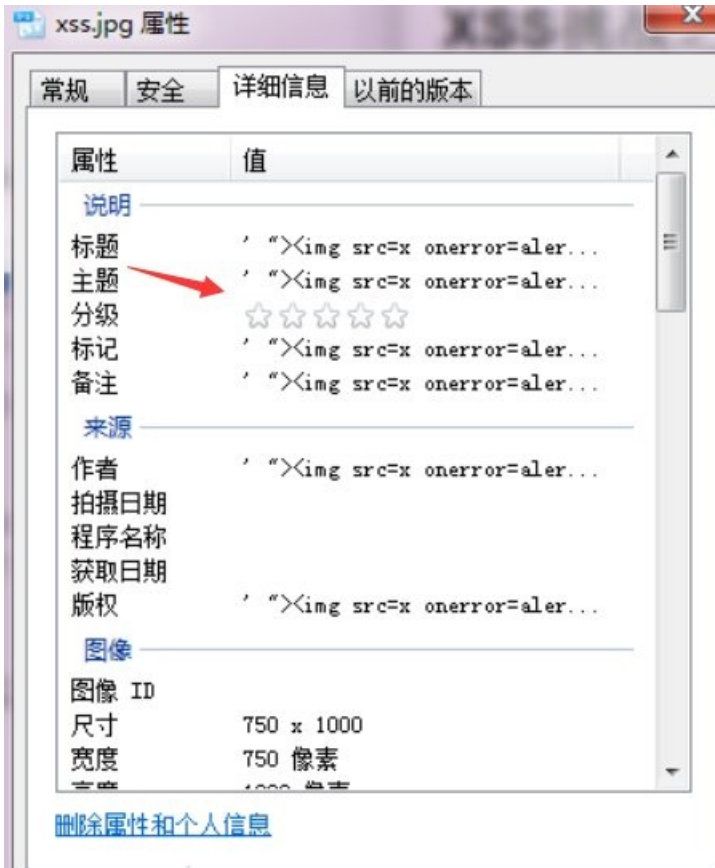 xss.jpg 属性
常规 安全 详细信息 以前的版本
属性 值
说明
标题 ' “><img src=x onerror=aler...
主题 ' “><img src=x onerror=aler...
分级
标记 ' “><img src=x onerror=aler...
备注 ' “><img src=x onerror=aler...
来源
作者 ' “><img src=x onerror=aler...
拍摄日期
程序名称
获取日期
版权 ' “><img src=x onerror=aler...
图像
图像 ID
尺寸 750 x 1000
宽度 750 像素
删除属性和个人信息